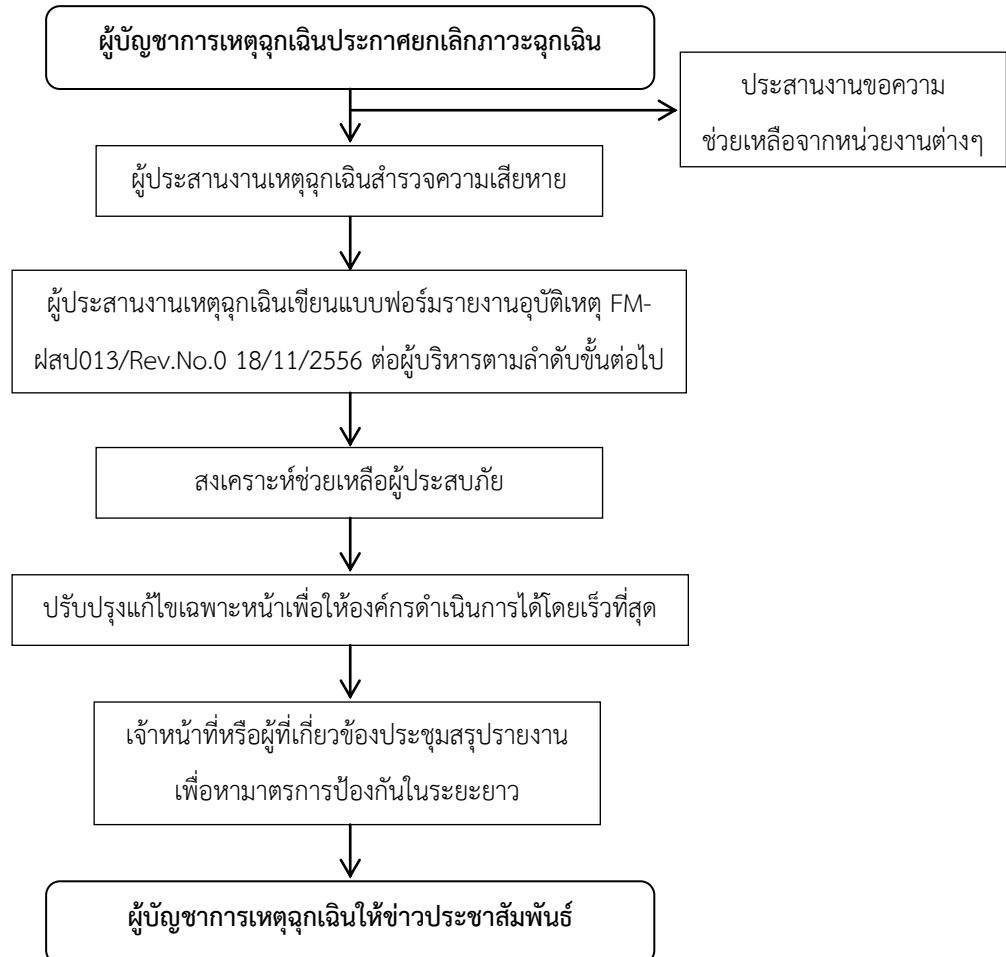 ผู้บัญชาการเหตุฉุกเฉินประกาศยกเลิกภาวะฉุกเฉิน
ประสานงานขอความ
ช่วยเหลือจากหน่วยงานต่างๆ
ผู้ประสานงานเหตุฉุกเฉินสำรวจความเสียหาย
ผู้ประสานงานเหตุฉุกเฉินเขียนแบบฟอร์มรายงานอุบัติเหตุ FM-
ฝสป013/Rev.No.0 18/11/2556 ต่อผู้บริหารตามลำดับขั้นต่อไป
สงเคราะห์ช่วยเหลือผู้ประสบภัย
ปรับปรุงแก้ไขเฉพาะหน้าเพื่อให้องค์กรดำเนินการได้โดยเร็วที่สุด
เจ้าหน้าที่หรือผู้ที่เกี่ยวข้องประชุมสรุปรายงาน
เพื่อหามาตรการป้องกันในระยะยาว
ผู้บัญชาการเหตุฉุกเฉินให้ข่าวประชาสัมพันธ์